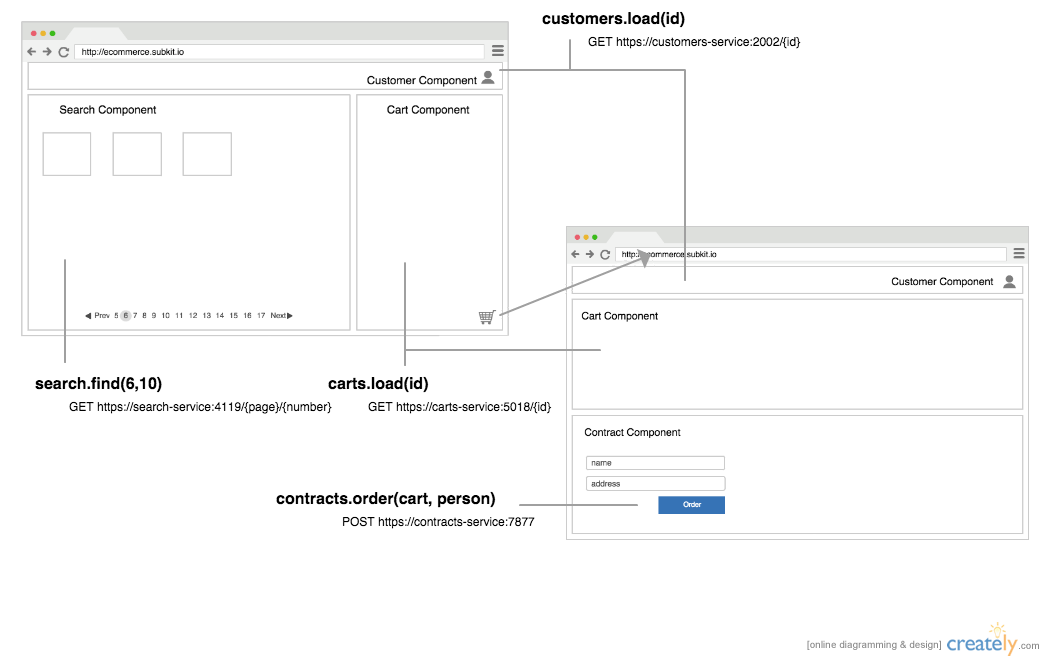 customers.load(id)
GET https://customers-service:2002/{id}
http://ecommerce.subkit.io
Customer Component
Search Component
Cart Component
Prev 5 6 7 8 9 10 11 12 13 14 15 16 17 Next
search.find(6,10)
GET https://search-service:4119/{page}/{number}
carts.load(id)
GET https://carts-service:5018/{id}
http://ecommerce.subkit.io
Customer Component
Cart Component
Contract Component
name
address
Order
contracts.order(cart, person)
POST https://contracts-service:7877
[online diagramming & design] creately.com